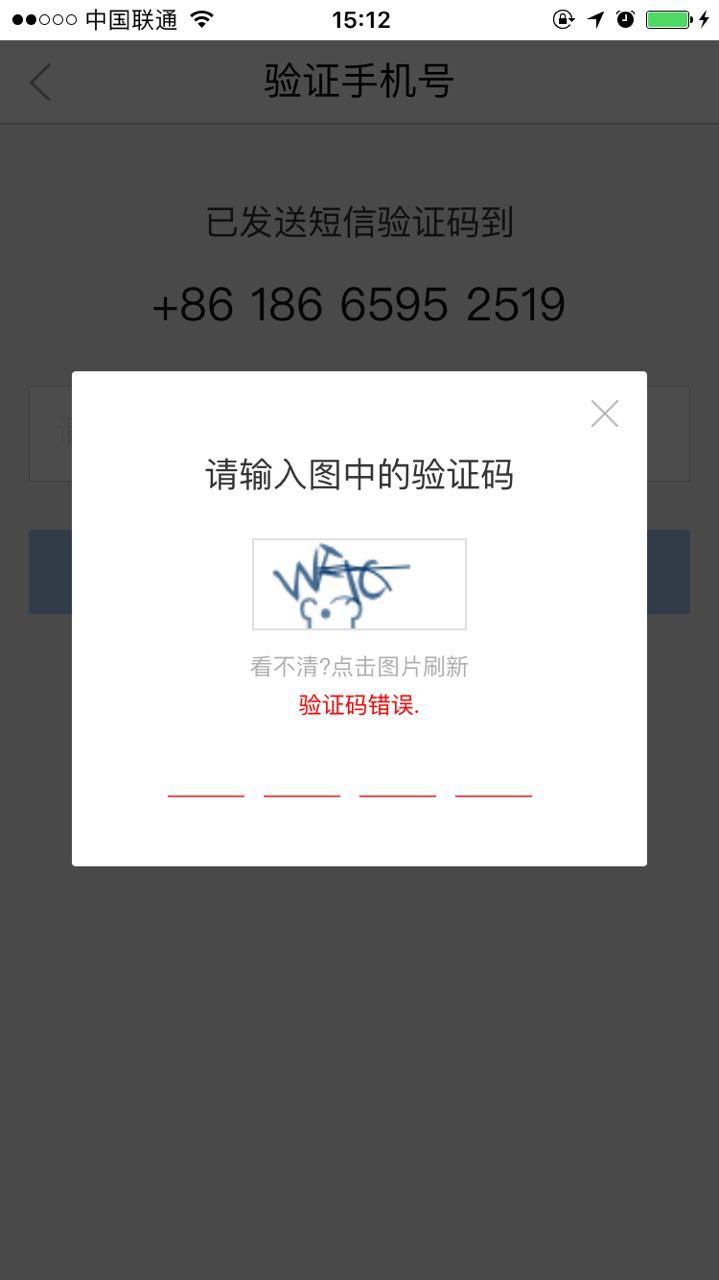 中国联通 15:12
验证手机号
已发送短信验证码到
+86 186 6595 2519
请输入图中的验证码
看不清?点击图片刷新
验证码错误.